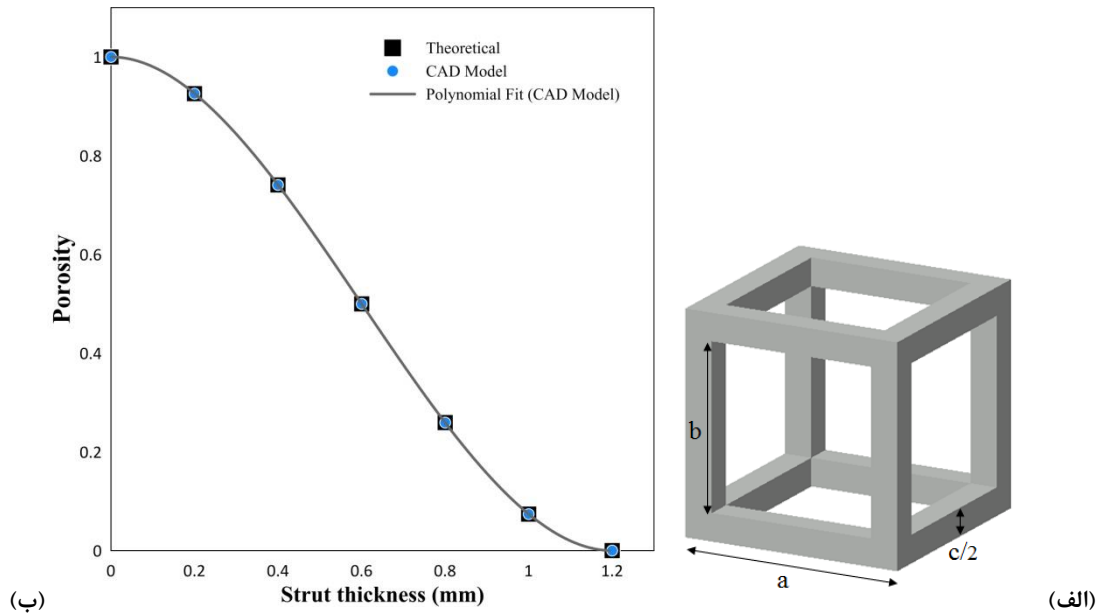 Theoretical
CAD Model
Polynomial Fit (CAD Model)
Porosity
1
0.8
0.6
0.4
0.2
0
0 0.2 0.4 0.6 0.8 1 1.2
Strut thickness (mm)
(ب)
b
a
c/2
(الف)